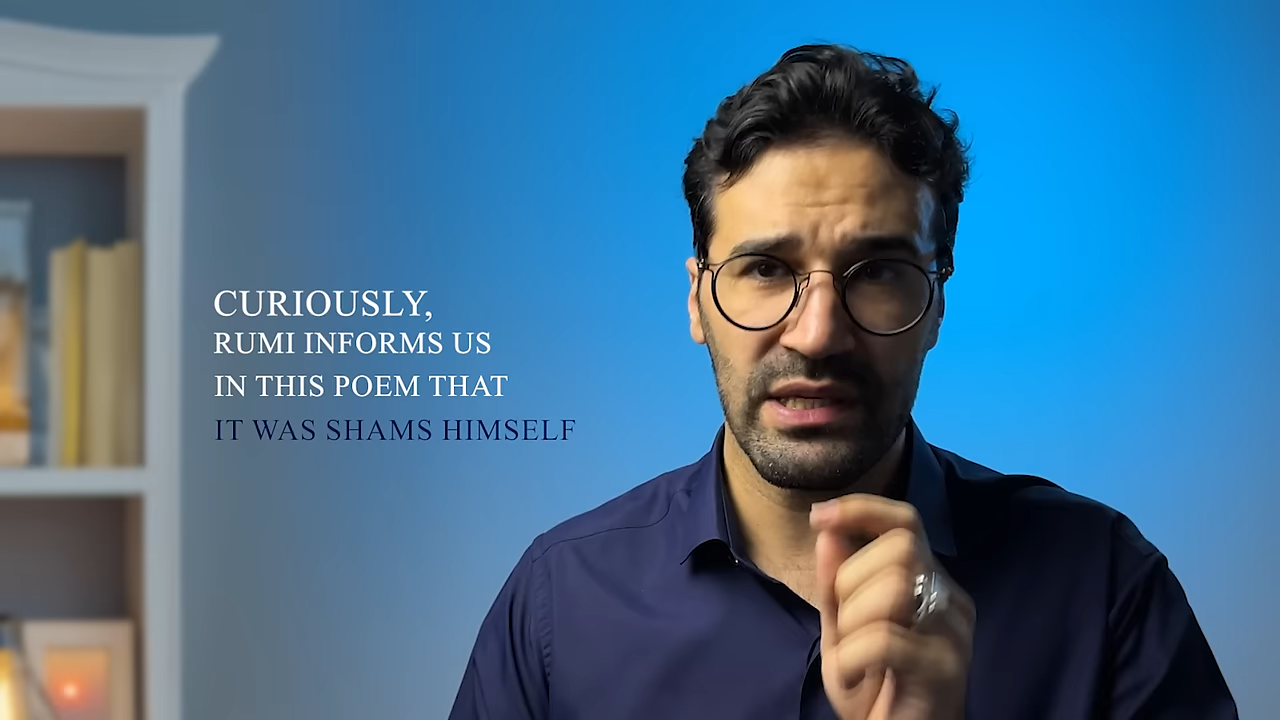 CURIOUSLY,
RUMI INFORMS US
IN THIS POEM THAT
IT WAS SHAMS HIMSELF